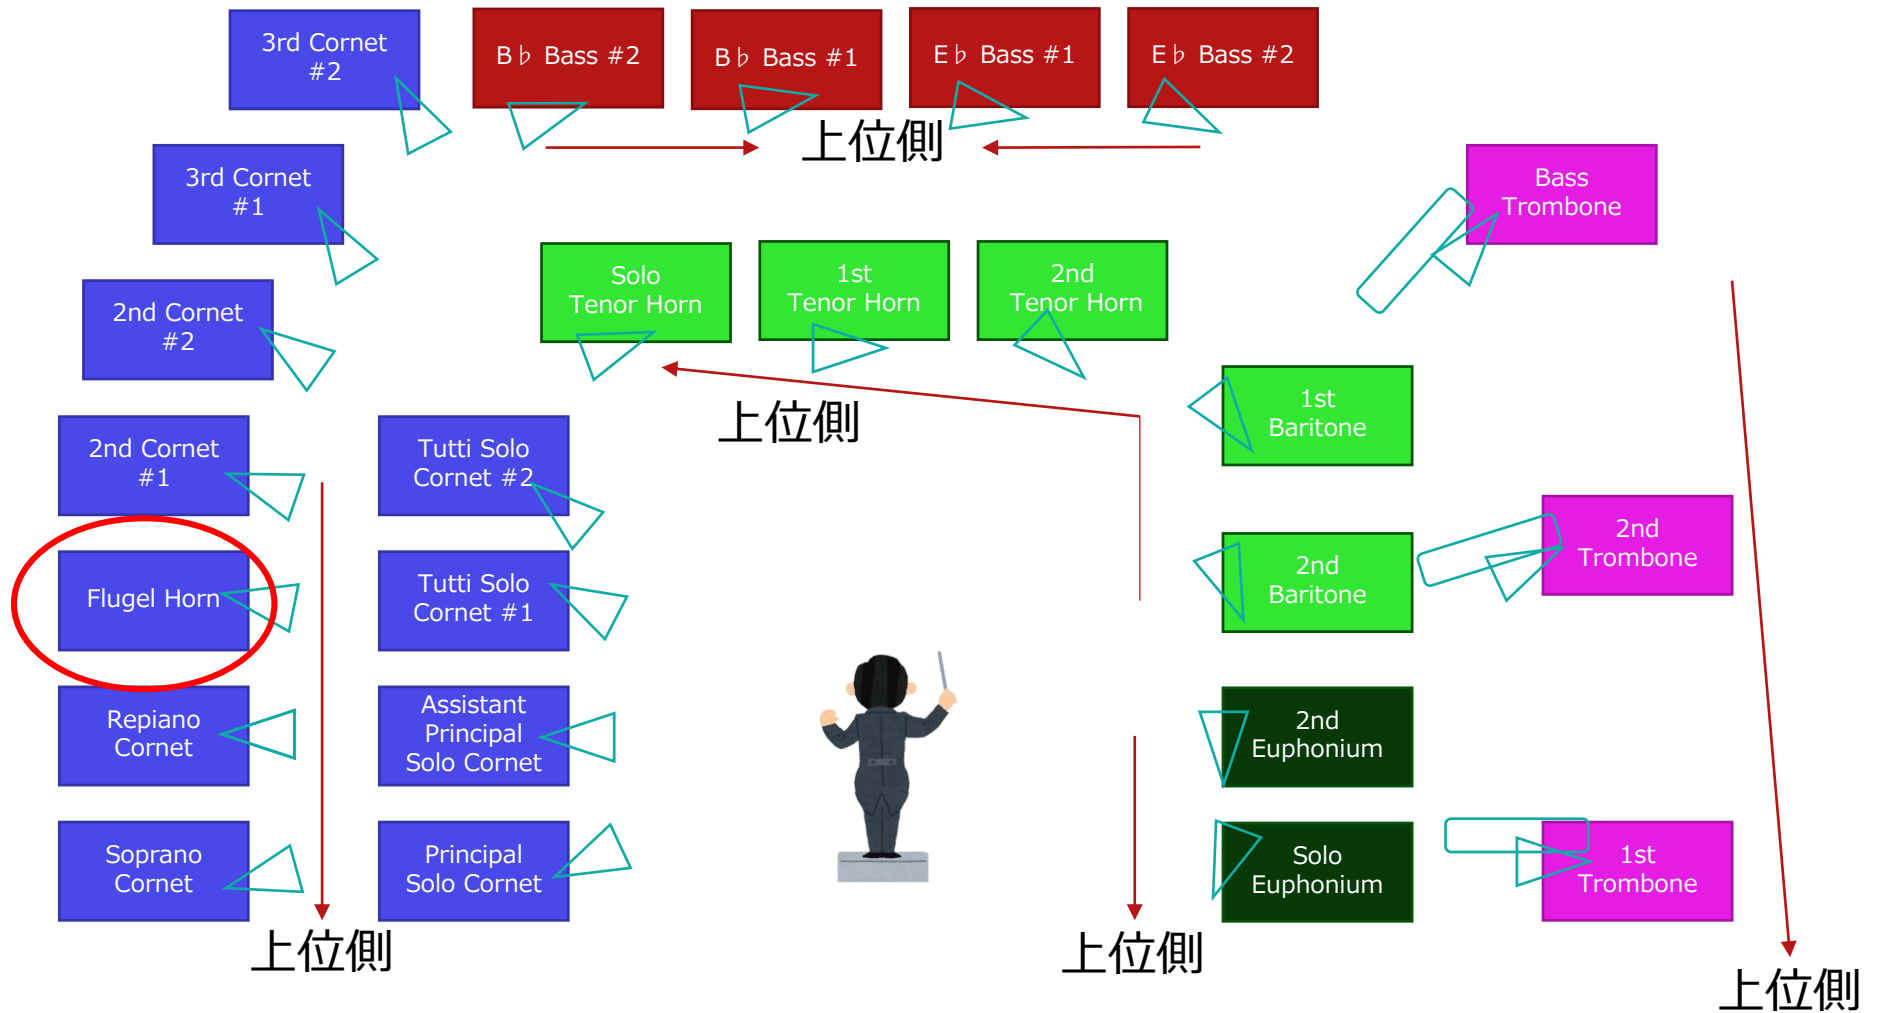 3rd Cornet
#2
B♭ Bass #2
B♭ Bass #1
E♭ Bass #1
E♭ Bass #2
上位側
3rd Cornet
#1
Bass
Trombone
2nd Cornet
#2
Solo
Tenor Horn
1st
Tenor Horn
2nd
Tenor Horn
上位側
1st
Baritone
2nd Cornet
#1
Tutti Solo
Cornet #2
2nd
Trombone
Flugel Horn
Tutti Solo
Cornet #1
2nd
Baritone
Repiano
Cornet
Assistant
Principal
Solo Cornet
2nd
Euphonium
Soprano
Cornet
Principal
Solo Cornet
Solo
Euphonium
1st
Trombone
上位側
上位側
上位側